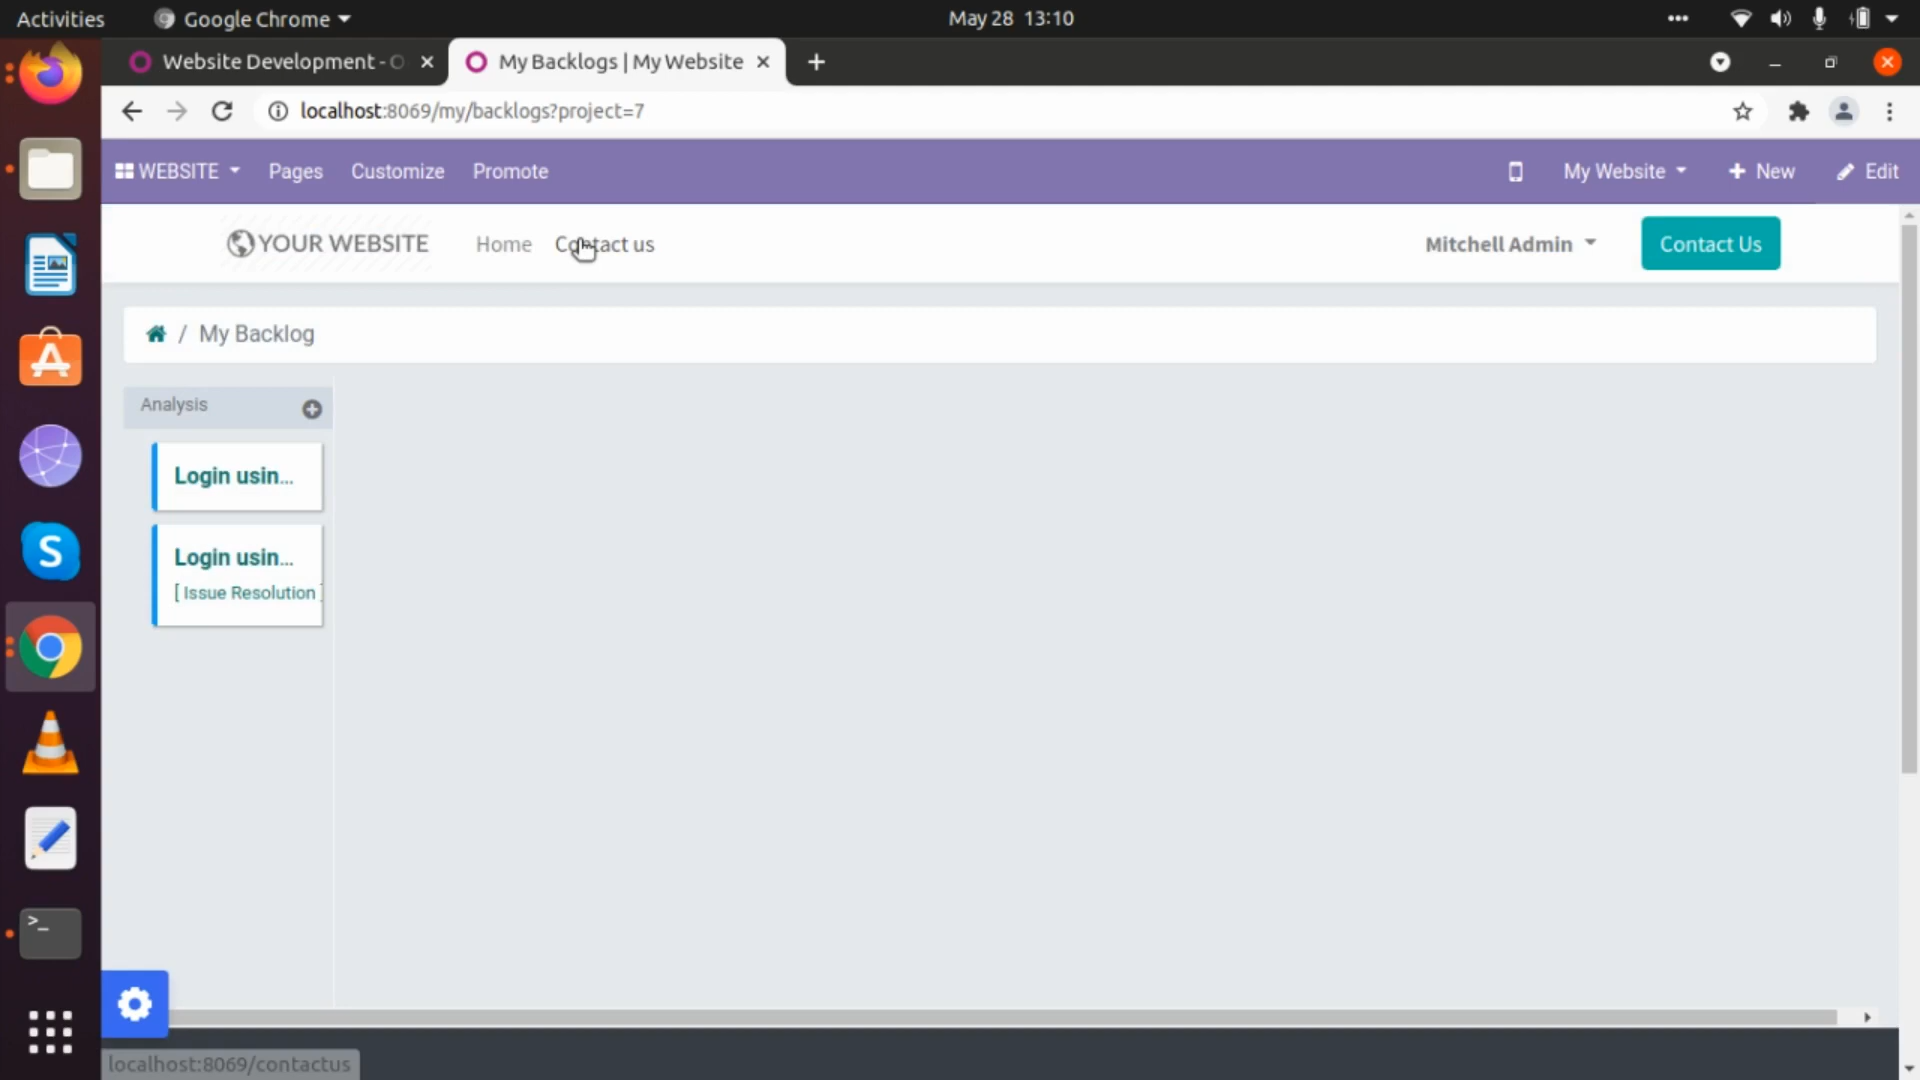 Activities Google Chrome May 28 13:10
Website Development - O My Backlogs | My Website
localhost:8069/my/backlogs?project=7
WEBSITE Pages Customize Promote My Website New Edit
YOUR WEBSITE Home Contact us Mitchell Admin Contact Us
/ My Backlog
Analysis
Login usin...
Login usin...
[ Issue Resolution ]
localhost:8069/contactus